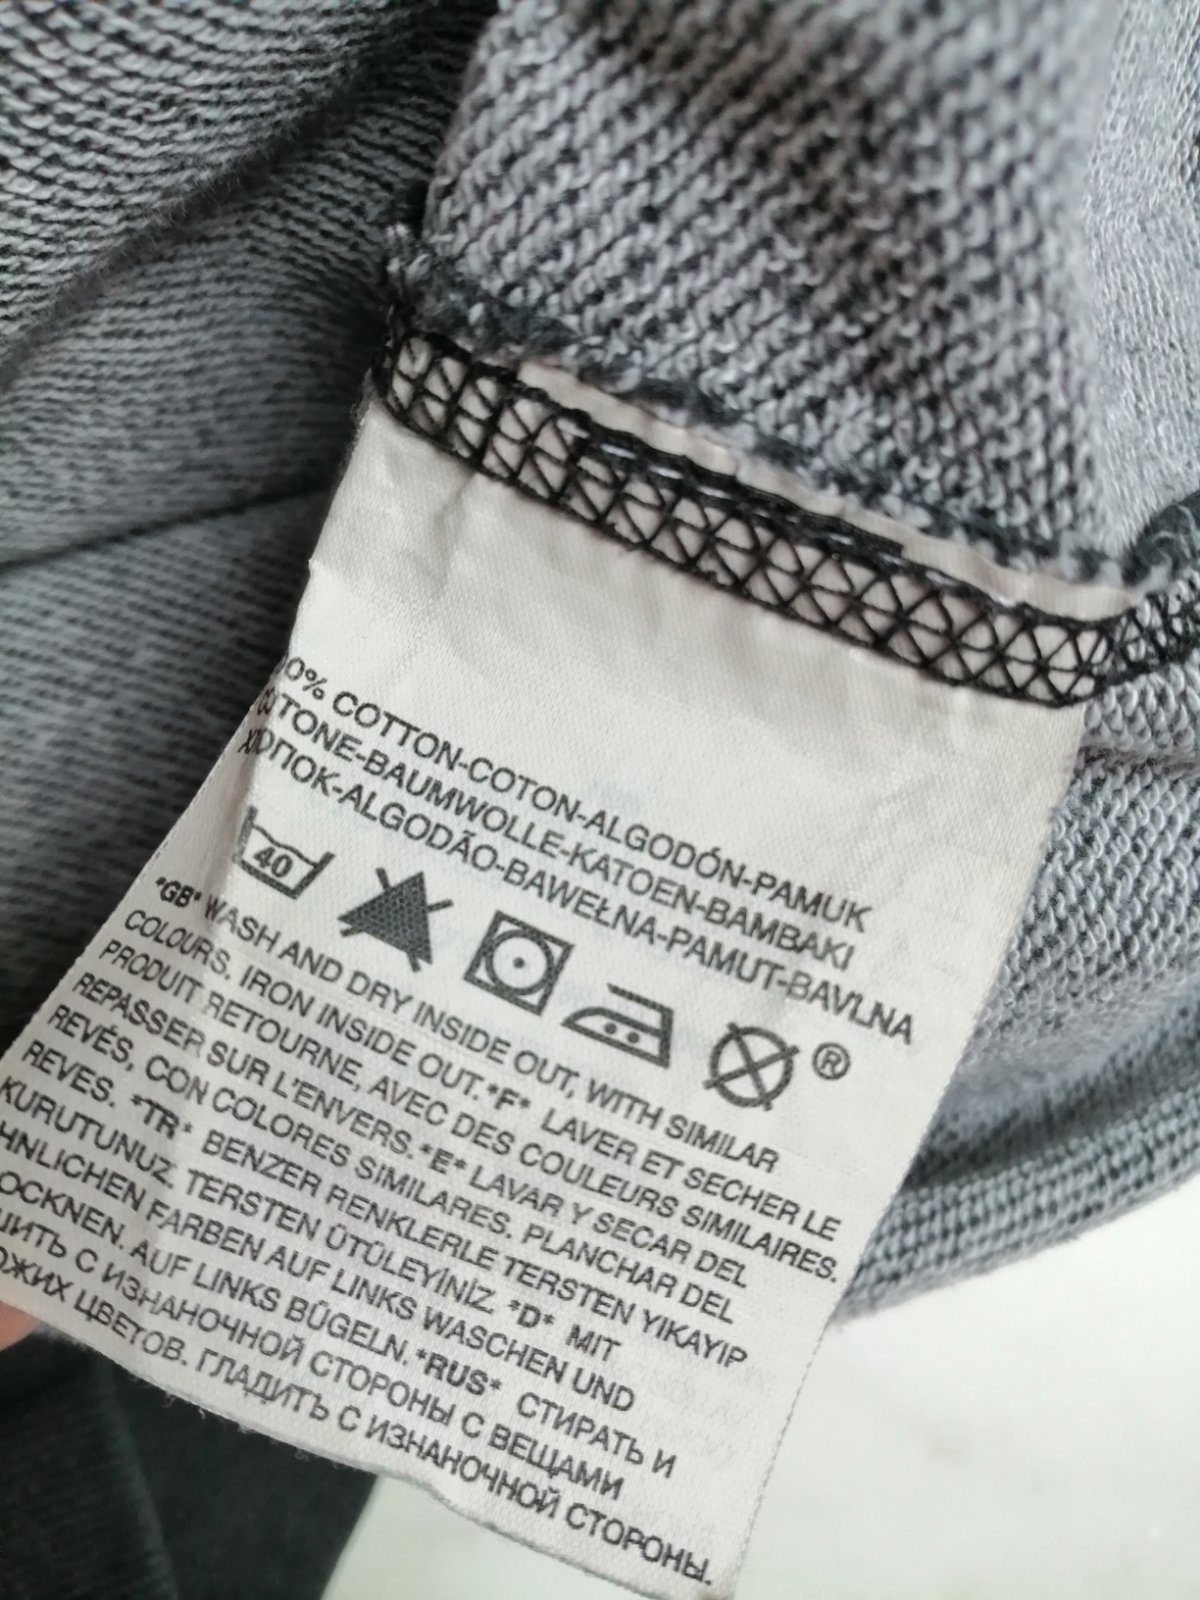 0% COTTON-COTON-ALGODÓN-PAMUK
COTONE-BAUMWOLLE-KATOEN-BAMBAKI
ХЛОПОК-ALGODÃO-BAWEŁNA-PAMUT-BAVLNA
40
®
*GB* WASH AND DRY INSIDE OUT, WITH SIMILAR
COLOURS. IRON INSIDE OUT.*F* LAVER ET SECHER LE
PRODUIT RETOURNE, AVEC DES COULEURS SIMILAIRES.
REPASSER SUR L'ENVERS.*E* LAVAR Y SECAR DEL
REVÉS, CON COLORES SIMILARES. PLANCHAR DEL
REVES. *TR* BENZER RENKLERLE TERSTEN YIKAYIP
KURUTUNUZ. TERSTEN ÜTÜLEYİNİZ. *D* MIT
HNLICHEN FARBEN AUF LINKS WASCHEN UND
OCKNEN. AUF LINKS BÜGELN. *RUS* СТИРАТЬ И
ШИТЬ С ИЗНАНОЧНОЙ СТОРОНЫ С ВЕЩАМИ
ОЖИХ ЦВЕТОВ. ГЛАДИТЬ С ИЗНАНОЧНОЙ СТОРОНЫ.